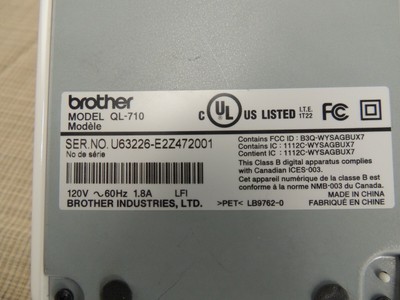 brother
MODEL QL-710
Modèle
C UL US LISTED I.T.E. 1T22 FC
SER.NO. U63226-E2Z472001
No de série
Contains FCC ID : B3Q-WYSAGBUX7
Contains IC : 1112C-WYSAGBUX7
Contient IC : 1112C-WYSAGBUX7
This Class B digital apparatus complies
with Canadian ICES-003.
Cet appareil numérique de la classe B est
conforme à la norme NMB-003 du Canada.
120V ~ 60Hz 1.8A LFI
BROTHER INDUSTRIES, LTD.
>PET< LB9762-0
MADE IN CHINA
FABRIQUÉ EN CHINE